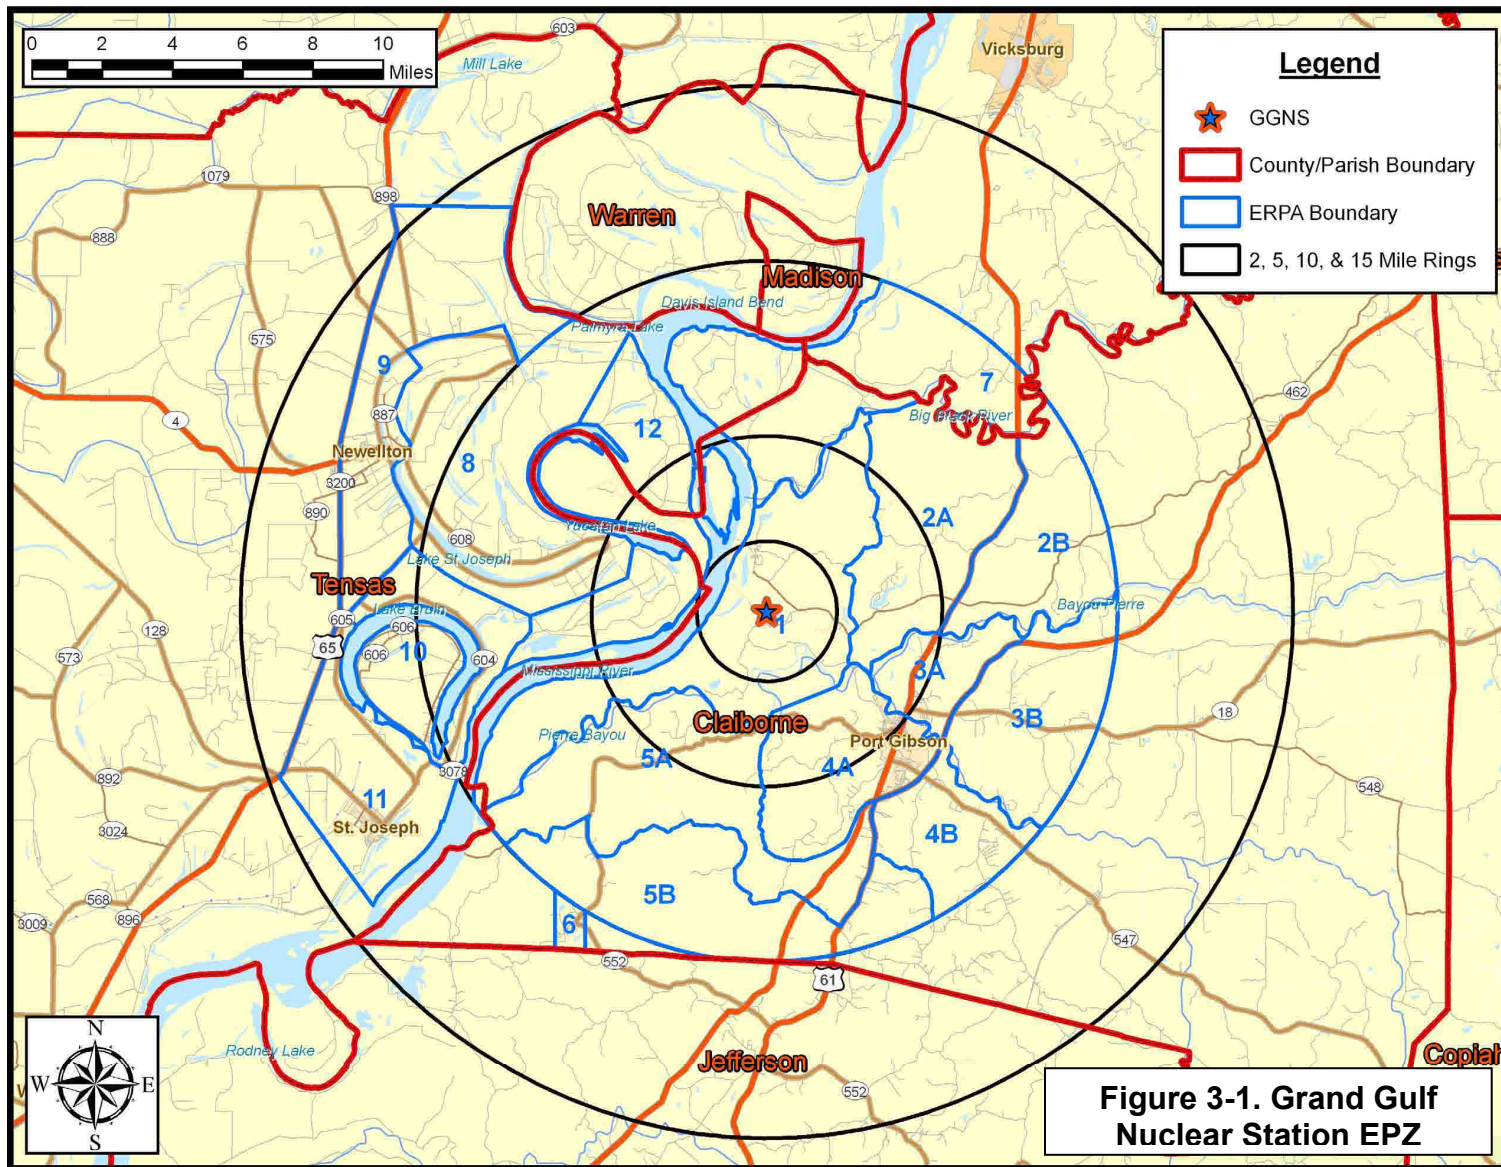 0 2 4 6 8 10
Miles
603
Mill Lake
Vicksburg
Legend
GGNS
County/Parish Boundary
ERPA Boundary
2, 5, 10, & 15 Mile Rings
1079
898
888
Warren
Madison
Davis Island Bend
Palmyra Lake
575
9
7
462
887
4
12
Big Black River
Newellton
8
3200
890
2A
Yucatan Lake
608
2B
Lake St Joseph
Tensas
Lake Bruin
Bayou Pierre
605
606
1
128
65
606
10
604
573
Mississippi River
3A
Claiborne
18
3B
Pierre Bayou
Port Gibson
5A
4A
3078
892
548
11
St. Joseph
3024
4B
5B
568
896
3009
6
547
552
61
Rodney Lake
Jefferson
Copiah
552
N
W E
S
W
Figure 3-1. Grand Gulf
Nuclear Station EPZ